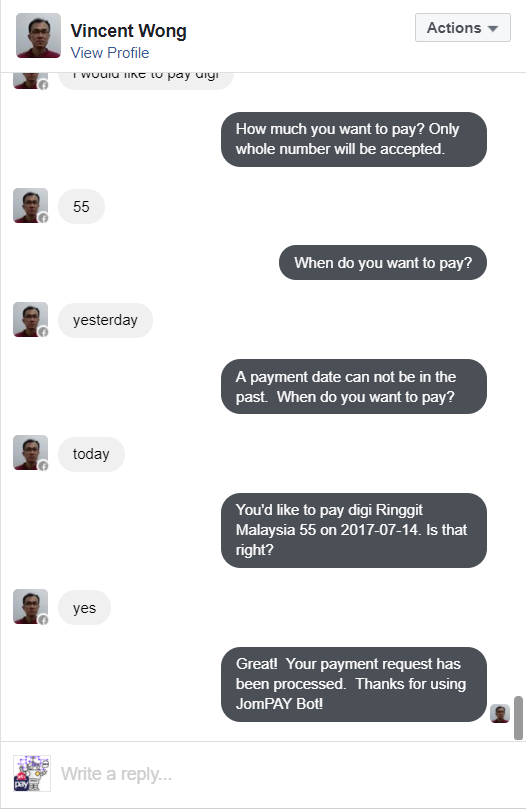 Vincent Wong
View Profile
Actions
I would like to pay digi
How much you want to pay? Only
whole number will be accepted.
55
When do you want to pay?
yesterday
A payment date can not be in the
past.  When do you want to pay?
today
You'd like to pay digi Ringgit
Malaysia 55 on 2017-07-14. Is that
right?
yes
Great!  Your payment request has
been processed.  Thanks for using
JomPAY Bot!
pay
Write a reply...